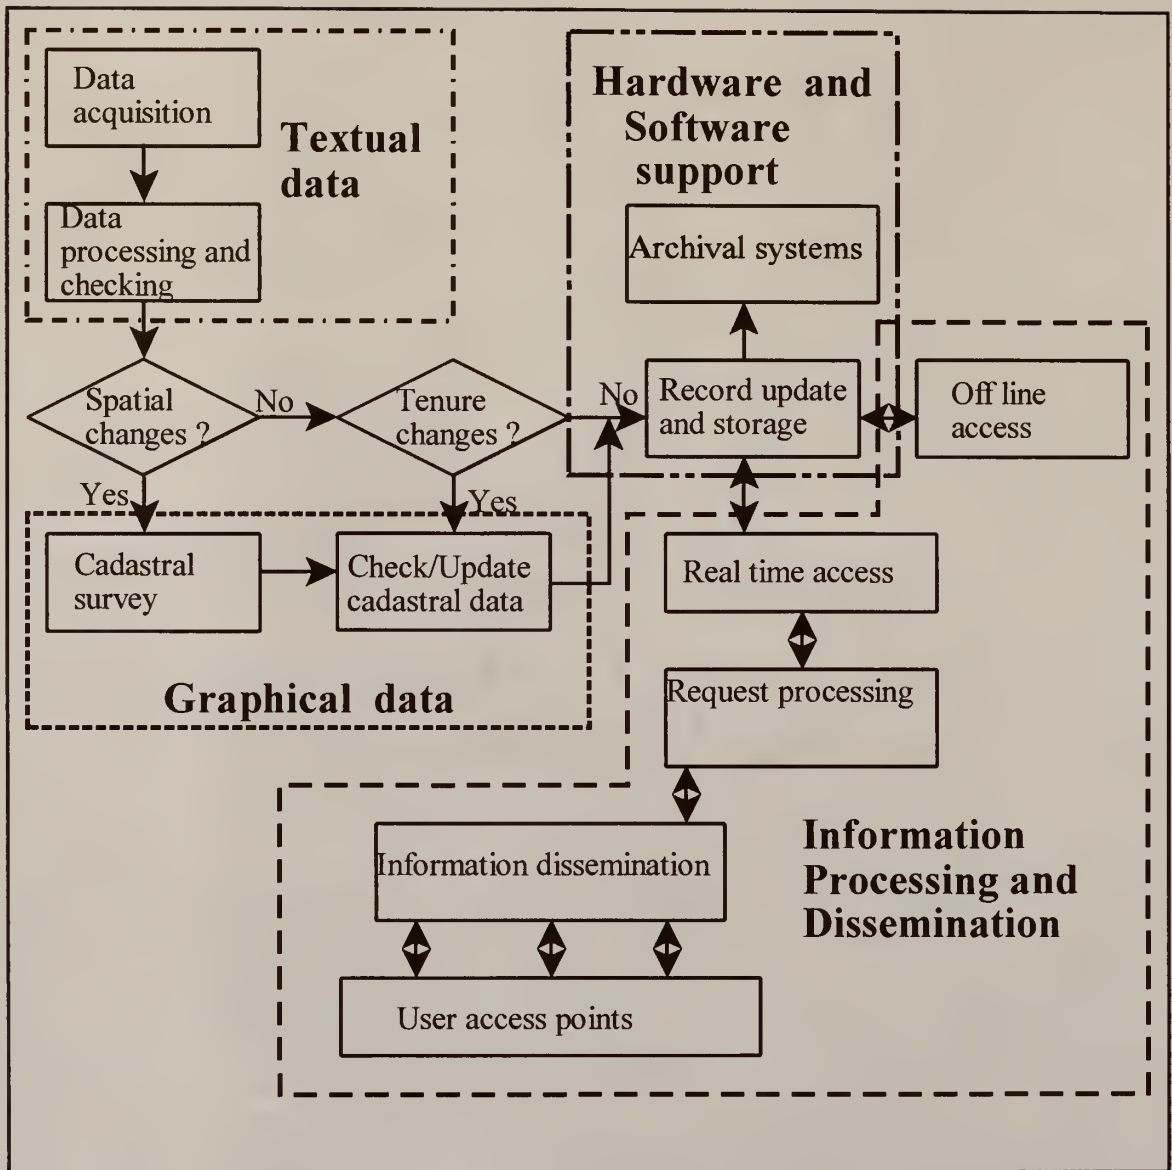 Data
acquisition
Textual
data
Data
processing and
checking
Hardware and
Software
support
Archival systems
Spatial
changes ?
No
Tenure
changes ?
No
Record update
and storage
Off line
access
Yes
Yes
Cadastral
survey
Check/Update
cadastral data
Graphical data
Real time access
Request processing
Information dissemination
Information
Processing and
Dissemination
User access points